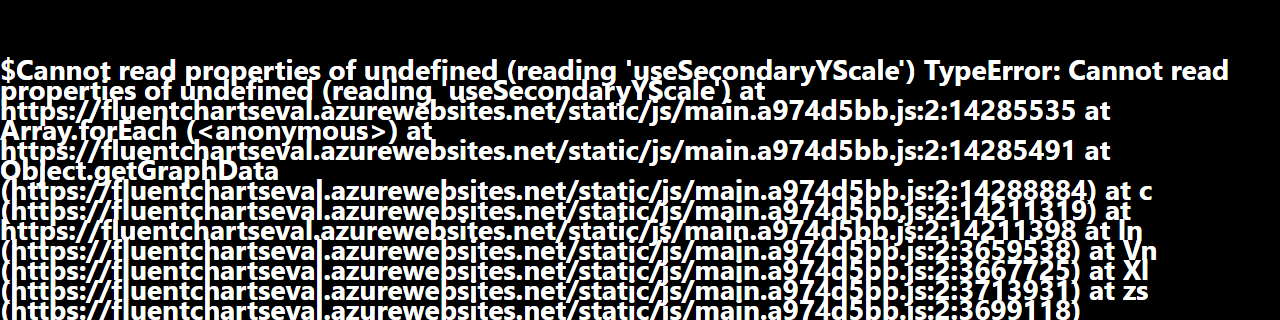 $Cannot read properties of undefined (reading 'useSecondaryYScale') TypeError: Cannot read
properties of undefined (reading 'useSecondaryYScale') at
https://fluentchartseval.azurewebsites.net/static/js/main.a974d5bb.js:2:14285535 at
Array.forEach (<anonymous>) at
https://fluentchartseval.azurewebsites.net/static/js/main.a974d5bb.js:2:14285491 at
Object.getGraphData
(https://fluentchartseval.azurewebsites.net/static/js/main.a974d5bb.js:2:14288884) at c
(https://fluentchartseval.azurewebsites.net/static/js/main.a974d5bb.js:2:14211319) at
https://fluentchartseval.azurewebsites.net/static/js/main.a974d5bb.js:2:14211398 at In
(https://fluentchartseval.azurewebsites.net/static/js/main.a974d5bb.js:2:3659538) at Vn
(https://fluentchartseval.azurewebsites.net/static/js/main.a974d5bb.js:2:3667725) at Xl
(https://fluentchartseval.azurewebsites.net/static/js/main.a974d5bb.js:2:3713931) at zs
(https://fluentchartseval.azurewebsites.net/static/js/main.a974d5bb.js:2:3699118)